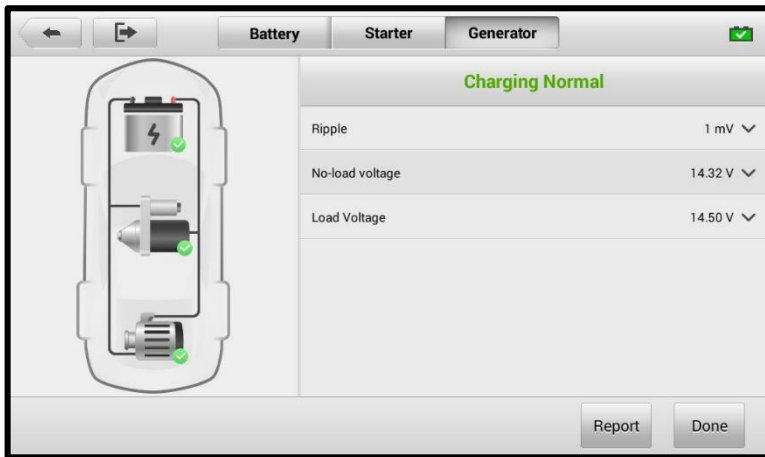 Battery Starter Generator
Charging Normal
Ripple 1 mV
No-load voltage 14.32 V
Load Voltage 14.50 V
Report Done